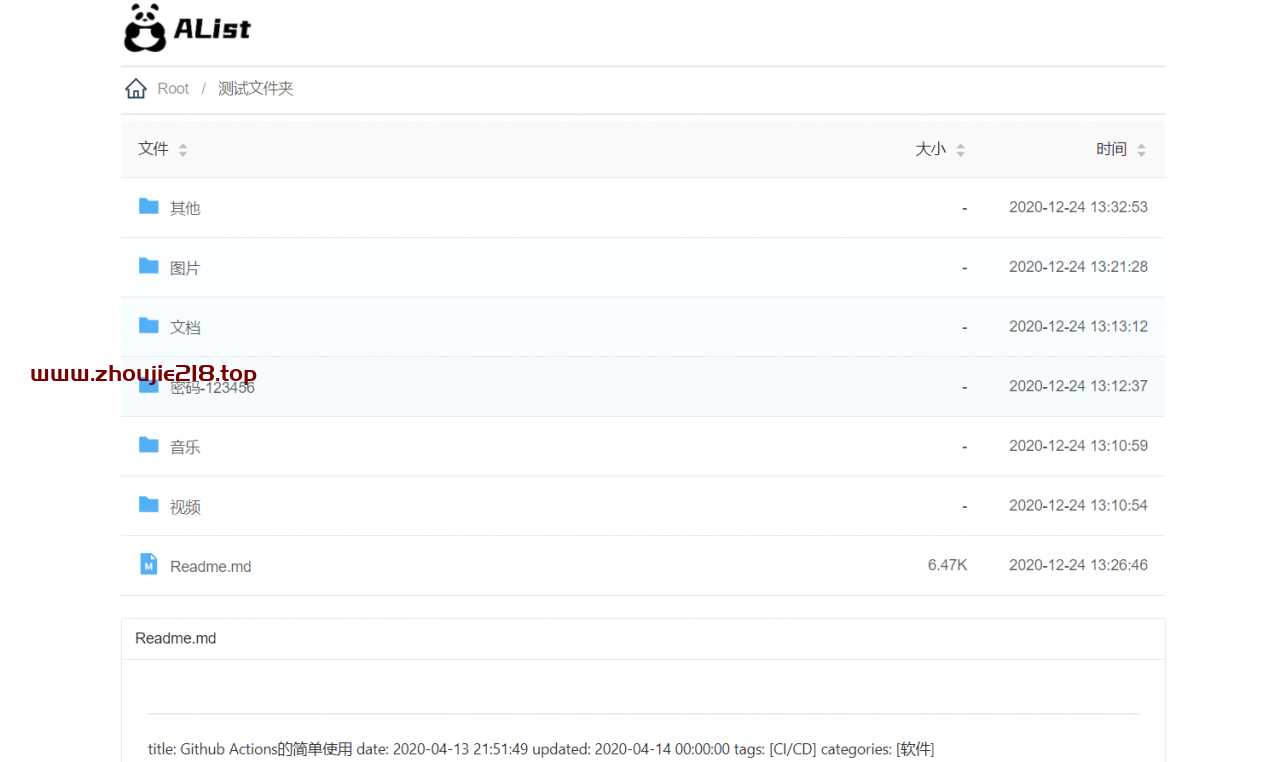 AList
Root / 测试文件夹
文件 大小 时间
其他 - 2020-12-24 13:32:53
图片 - 2020-12-24 13:21:28
文档 - 2020-12-24 13:13:12
www.zhoujie218.top
密码-123456 - 2020-12-24 13:12:37
音乐 - 2020-12-24 13:10:59
视频 - 2020-12-24 13:10:54
Readme.md 6.47K 2020-12-24 13:26:46
Readme.md
title: Github Actions的简单使用 date: 2020-04-13 21:51:49 updated: 2020-04-14 00:00:00 tags: [CI/CD] categories: [软件]